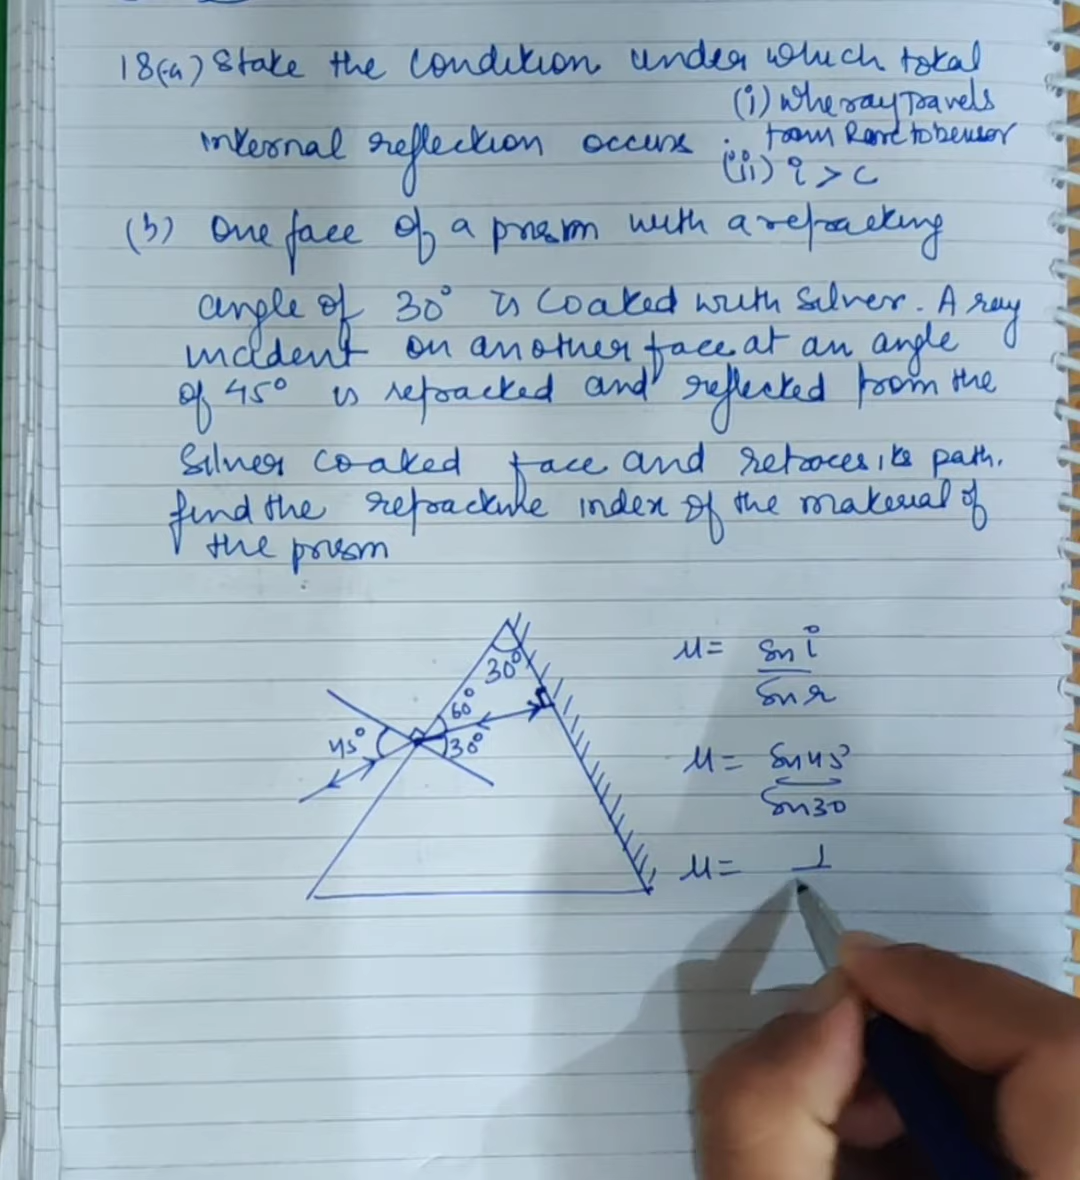 18(a) State the condition under which total
(i) Whe ray travels
internal reflection occurs . from Rare to denser
(ii) i > c
(b) One face of a prism with a refracting
angle of 30° is coated with Silver. A ray
incident on another face at an angle
of 45° is refracted and reflected from the
Silver coated face and retraces its path.
find the refractive index of the material of
the prism
30°
60°
45°
30°
μ = Sin i
Sin r
μ = Sin 45°
Sin 30
μ = 1